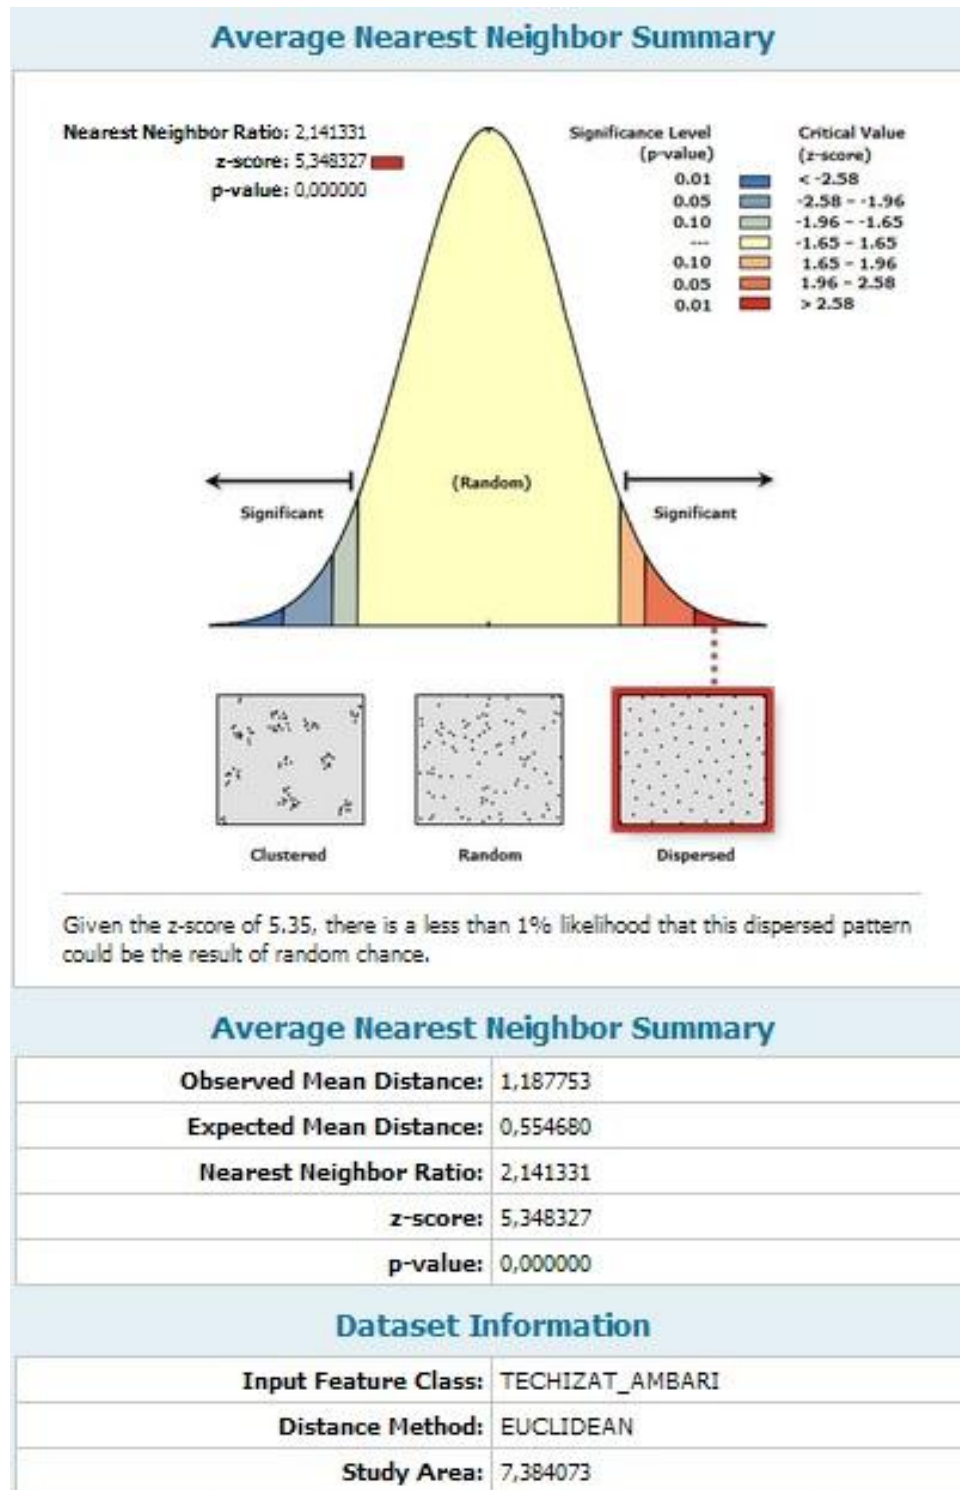 Average Nearest Neighbor Summary
Nearest Neighbor Ratio: 2,141331
z-score: 5,348327
p-value: 0,000000
Significance Level
(p-value)
Critical Value
(z-score)
0.01 < -2.58
0.05 -2.58 - -1.96
0.10 -1.96 - -1.65
--- -1.65 - 1.65
0.10 1.65 - 1.96
0.05 1.96 - 2.58
0.01 > 2.58
Significant
(Random)
Significant
Clustered
Random
Dispersed
Given the z-score of 5.35, there is a less than 1% likelihood that this dispersed pattern
could be the result of random chance.
Average Nearest Neighbor Summary
Observed Mean Distance: 1,187753
Expected Mean Distance: 0,554680
Nearest Neighbor Ratio: 2,141331
z-score: 5,348327
p-value: 0,000000
Dataset Information
Input Feature Class: TECHIZAT_AMBARI
Distance Method: EUCLIDEAN
Study Area: 7,384073